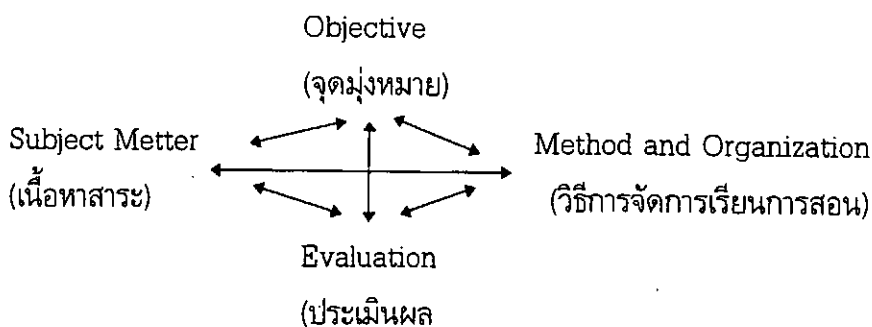 Objective
(จุดมุ่งหมาย)
Subject Metter
(เนื้อหาสาระ)
Method and Organization
(วิธีการจัดการเรียนการสอน)
Evaluation
(ประเมินผล